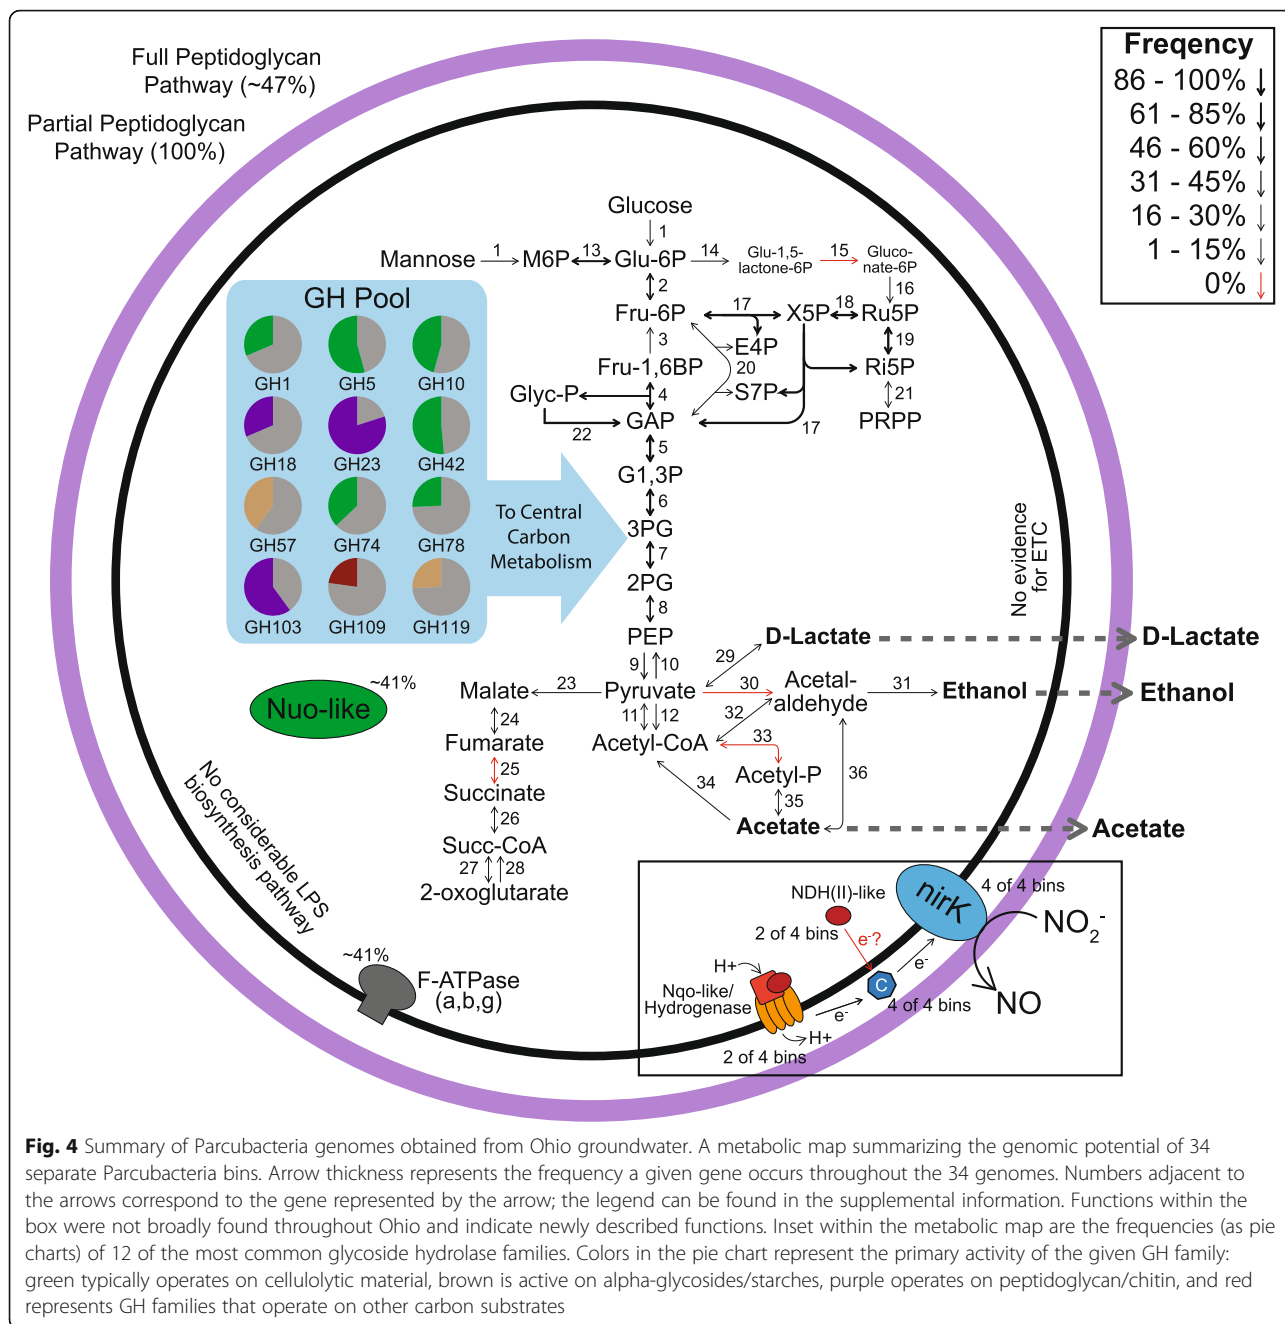 Full Peptidoglycan
Pathway (~47%)
Partial Peptidoglycan
Pathway (100%)
Freqency
86 - 100%
61 - 85%
46 - 60%
31 - 45%
16 - 30%
1 - 15%
0%
Glucose
1
Mannose
1
M6P
13
Glu-6P
14
Glu-1,5-
lactone-6P
15
Gluco-
nate-6P
2
16
Fru-6P
17
X5P
18
Ru5P
3
E4P
19
20
Fru-1,6BP
Ri5P
Glyc-P
4
S7P
21
22
GAP
17
PRPP
5
G1,3P
6
3PG
7
2PG
8
PEP
9
10
29
D-Lactate
D-Lactate
Malate
23
Pyruvate
30
Acetal-
aldehyde
31
Ethanol
Ethanol
24
11
12
32
Fumarate
Acetyl-CoA
33
25
Acetyl-P
34
36
Succinate
35
26
Acetate
Acetate
Succ-CoA
27
28
2-oxoglutarate
GH Pool
GH1
GH5
GH10
GH18
GH23
GH42
GH57
GH74
GH78
GH103
GH109
GH119
To Central
Carbon
Metabolism
No evidence
for ETC
Nuo-like
~41%
No considerable LPS
biosynthesis pathway
~41%
F-ATPase
(a,b,g)
NDH(II)-like
2 of 4 bins
e-?
nirK
4 of 4 bins
NO2-
NO
H+
Nqo-like/
Hydrogenase
C
e-
4 of 4 bins
e-
H+
2 of 4 bins
Fig. 4 Summary of Parcubacteria genomes obtained from Ohio groundwater. A metabolic map summarizing the genomic potential of 34
separate Parcubacteria bins. Arrow thickness represents the frequency a given gene occurs throughout the 34 genomes. Numbers adjacent to
the arrows correspond to the gene represented by the arrow; the legend can be found in the supplemental information. Functions within the
box were not broadly found throughout Ohio and indicate newly described functions. Inset within the metabolic map are the frequencies (as pie
charts) of 12 of the most common glycoside hydrolase families. Colors in the pie chart represent the primary activity of the given GH family:
green typically operates on cellulolytic material, brown is active on alpha-glycosides/starches, purple operates on peptidoglycan/chitin, and red
represents GH families that operate on other carbon substrates